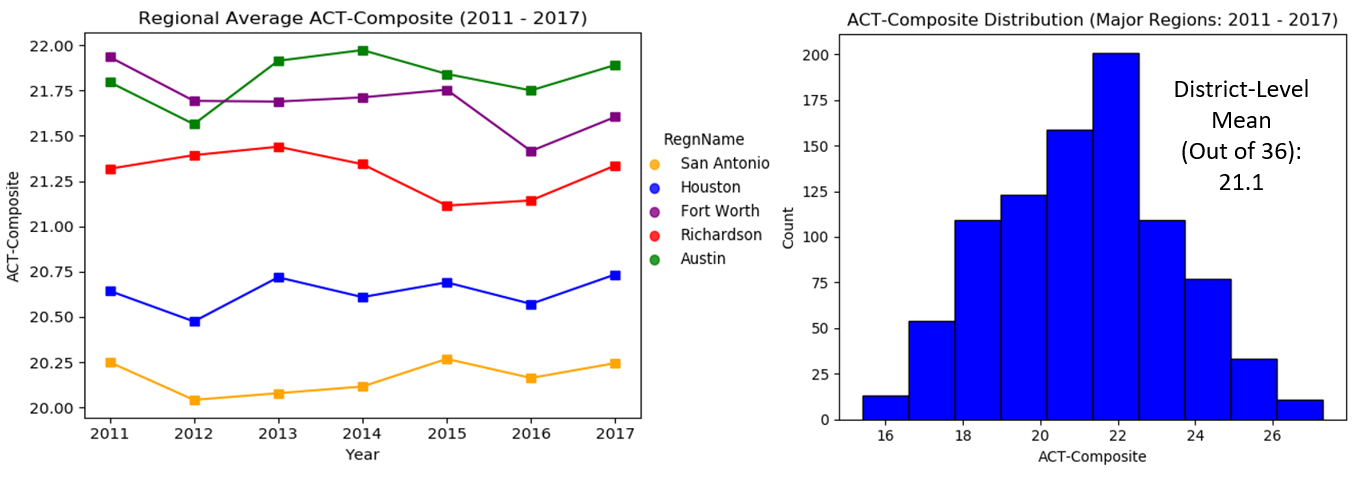 Regional Average ACT-Composite (2011 - 2017)
ACT-Composite
22.00
21.75
21.50
21.25
21.00
20.75
20.50
20.25
20.00
2011 2012 2013 2014 2015 2016 2017
Year
RegnName
San Antonio
Houston
Fort Worth
Richardson
Austin
ACT-Composite Distribution (Major Regions: 2011 - 2017)
Count
200
175
150
125
100
75
50
25
0
District-Level
Mean
(Out of 36):
21.1
16 18 20 22 24 26
ACT-Composite